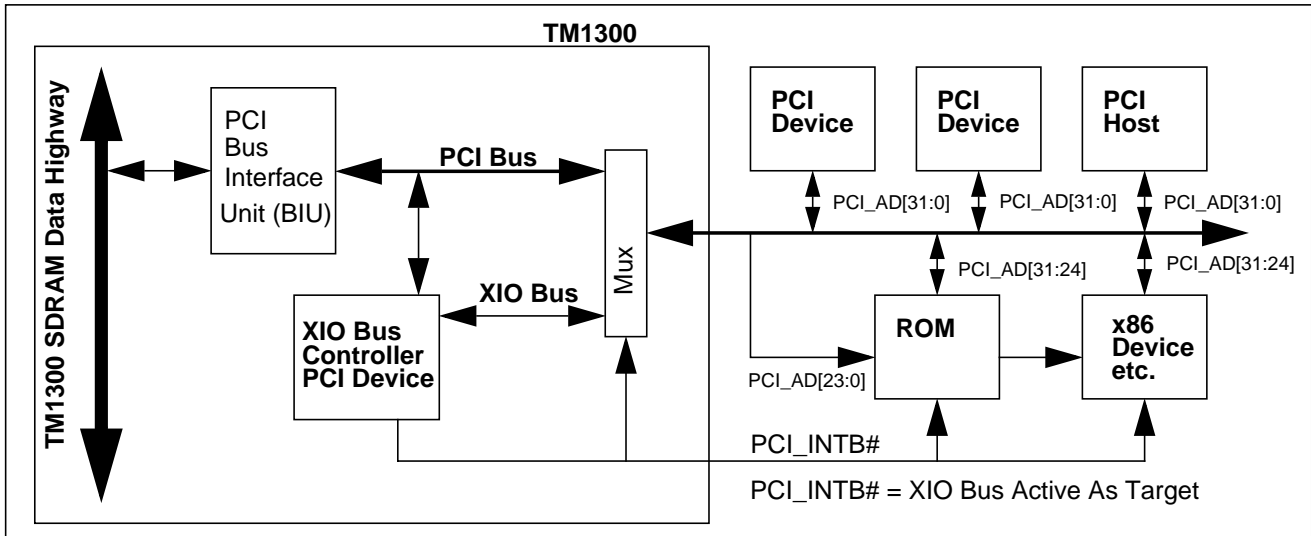 TM1300
TM1300 SDRAM Data Highway
PCI
Bus
Interface
Unit (BIU)
PCI Bus
XIO Bus
Controller
PCI Device
XIO Bus
Mux
PCI
Device
PCI
Device
PCI
Host
PCI_AD[31:0]
PCI_AD[31:0]
PCI_AD[31:0]
PCI_AD[31:24]
PCI_AD[31:24]
ROM
x86
Device
etc.
PCI_AD[23:0]
PCI_INTB#
PCI_INTB# = XIO Bus Active As Target